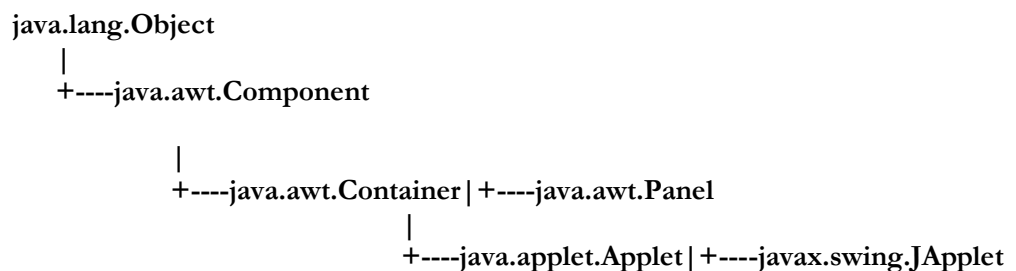 java.lang.Object
|
+----java.awt.Component
|
+----java.awt.Container|+----java.awt.Panel
|
+----java.applet.Applet|+----javax.swing.JApplet